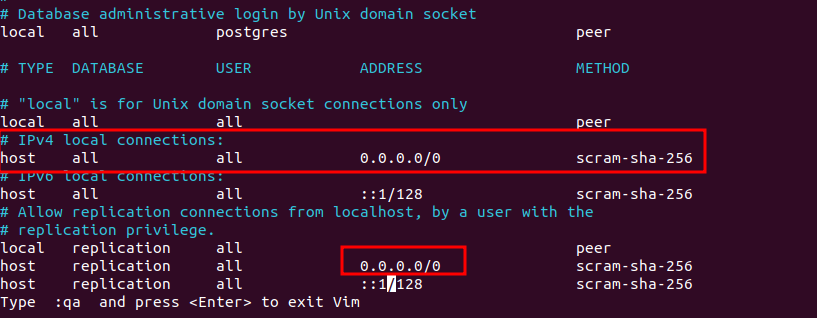 #
# Database administrative login by Unix domain socket
local   all             postgres                                peer

# TYPE  DATABASE        USER            ADDRESS                 METHOD

# "local" is for Unix domain socket connections only
local   all             all                                     peer
# IPv4 local connections:
host    all             all             0.0.0.0/0               scram-sha-256
# IPv6 local connections:
host    all             all             ::1/128                 scram-sha-256
# Allow replication connections from localhost, by a user with the
# replication privilege.
local   replication     all                                     peer
host    replication     all             0.0.0.0/0               scram-sha-256
host    replication     all             ::1/128                 scram-sha-256
Type  :qa  and press <Enter> to exit Vim